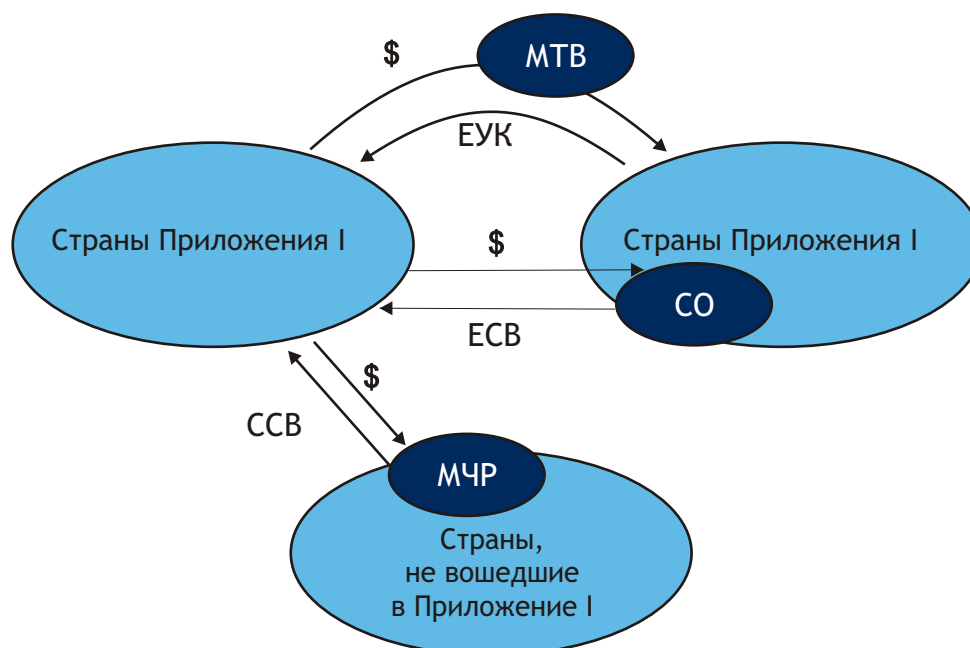 $
МТВ
ЕУК
Страны Приложения I
$
Страны Приложения I
СО
ЕСВ
$
ССВ
МЧР
Страны,
не вошедшие
в Приложение I